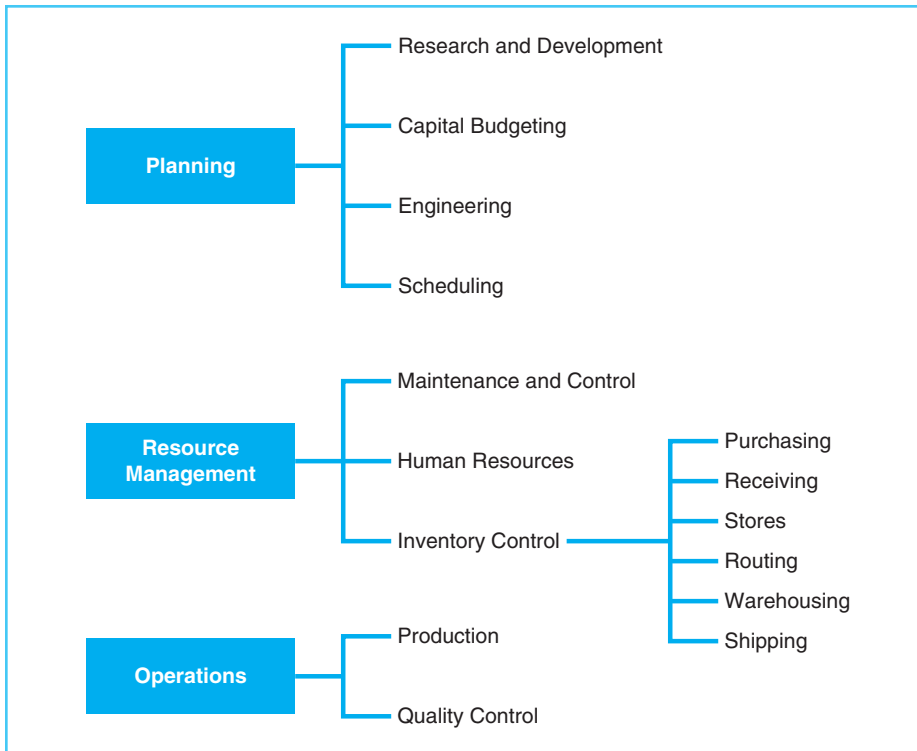 Planning
Research and Development
Capital Budgeting
Engineering
Scheduling
Resource
Management
Maintenance and Control
Human Resources
Inventory Control
Purchasing
Receiving
Stores
Routing
Warehousing
Shipping
Operations
Production
Quality Control